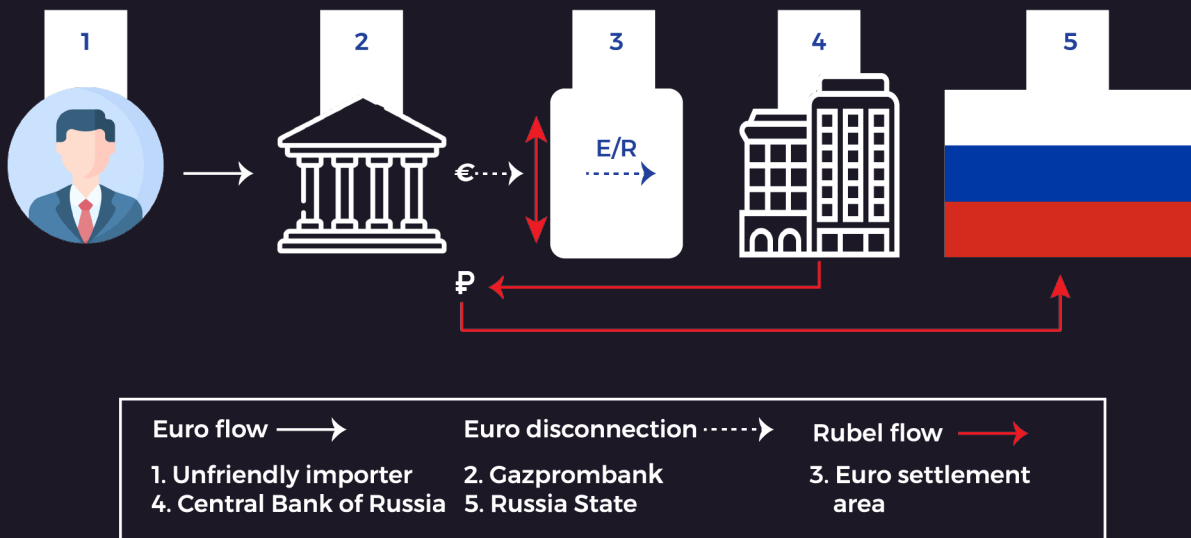 1
2
3
4
5
E/R
€
₽
Euro flow
Euro disconnection
Rubel flow
1. Unfriendly importer
2. Gazprombank
3. Euro settlement
area
4. Central Bank of Russia
5. Russia State